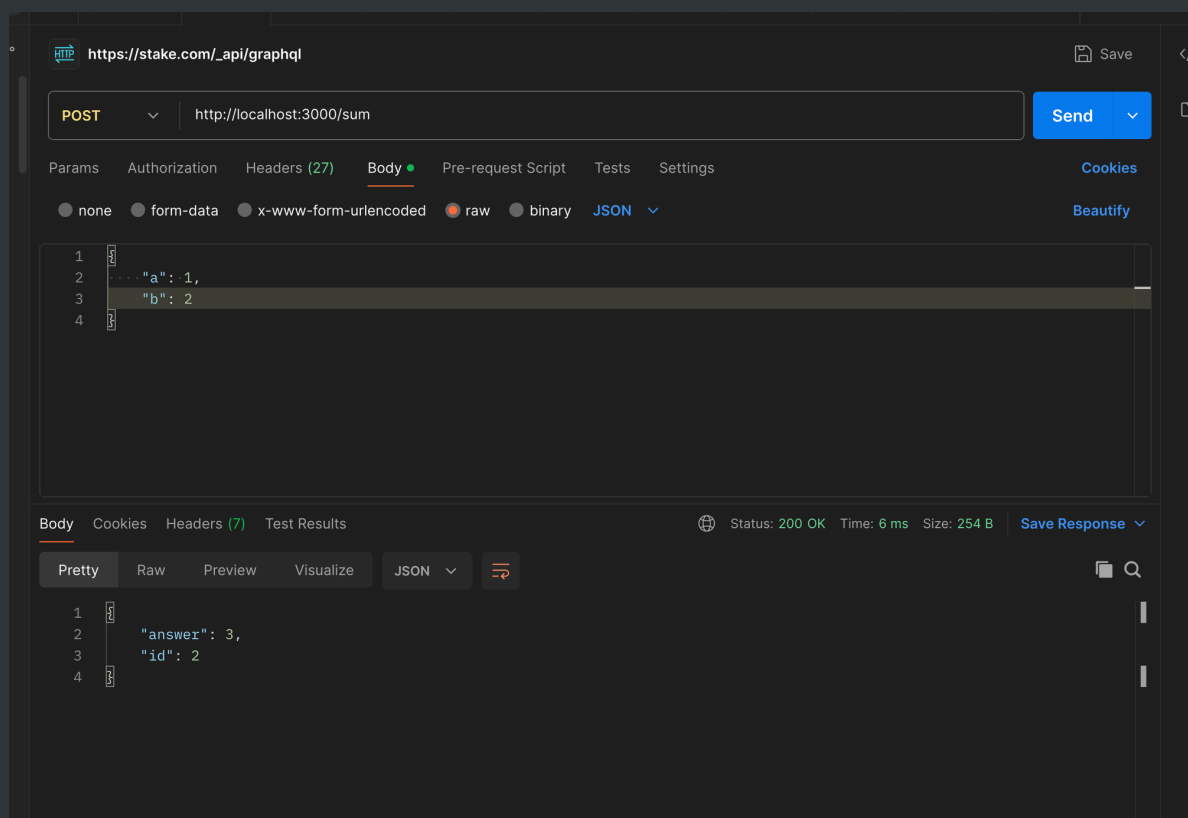 HTTP https://stake.com/_api/graphql Save
POST http://localhost:3000/sum Send
Params Authorization Headers (27) Body Pre-request Script Tests Settings Cookies
none form-data x-www-form-urlencoded raw binary JSON Beautify
1 {
2 "a": 1,
3 "b": 2
4 }
Body Cookies Headers (7) Test Results Status: 200 OK Time: 6 ms Size: 254 B Save Response
Pretty Raw Preview Visualize JSON
1 {
2 "answer": 3,
3 "id": 2
4 }